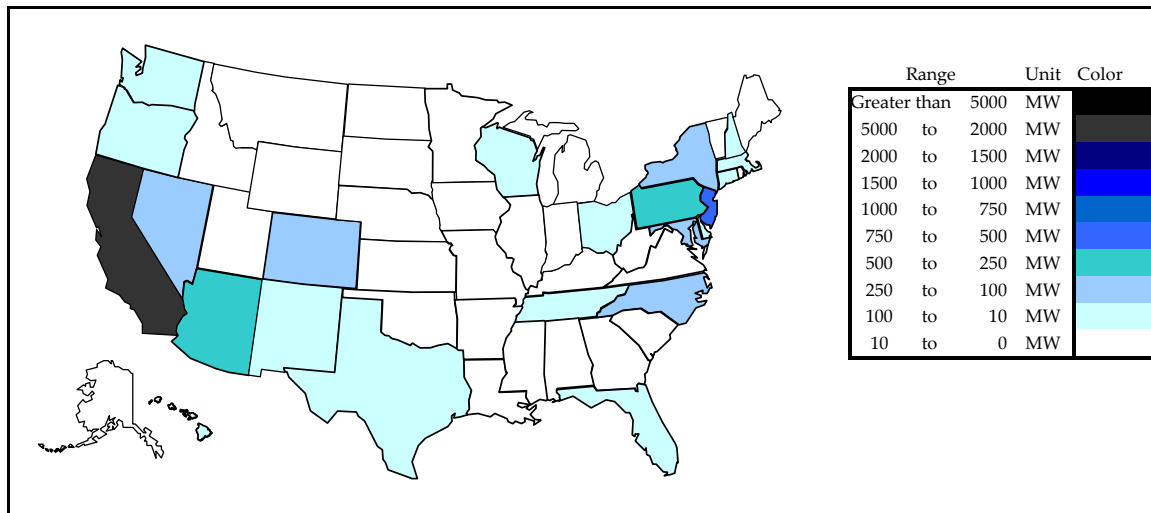 Range Unit Color
Greater than 5000 MW
5000 to 2000 MW
2000 to 1500 MW
1500 to 1000 MW
1000 to 750 MW
750 to 500 MW
500 to 250 MW
250 to 100 MW
100 to 10 MW
10 to 0 MW